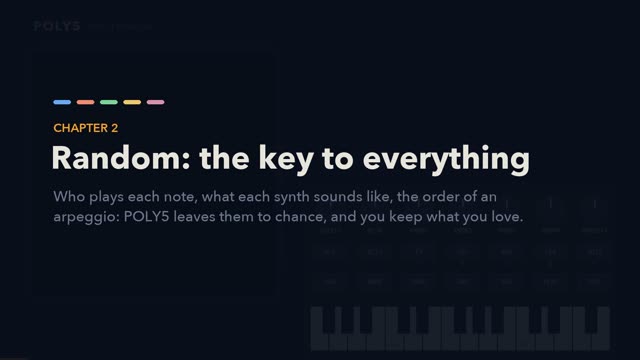 POLY5
CHAPTER 2
Random: the key to everything
Who plays each note, what each synth sounds like, the order of an
arpeggio: POLY5 leaves them to chance, and you keep what you love.